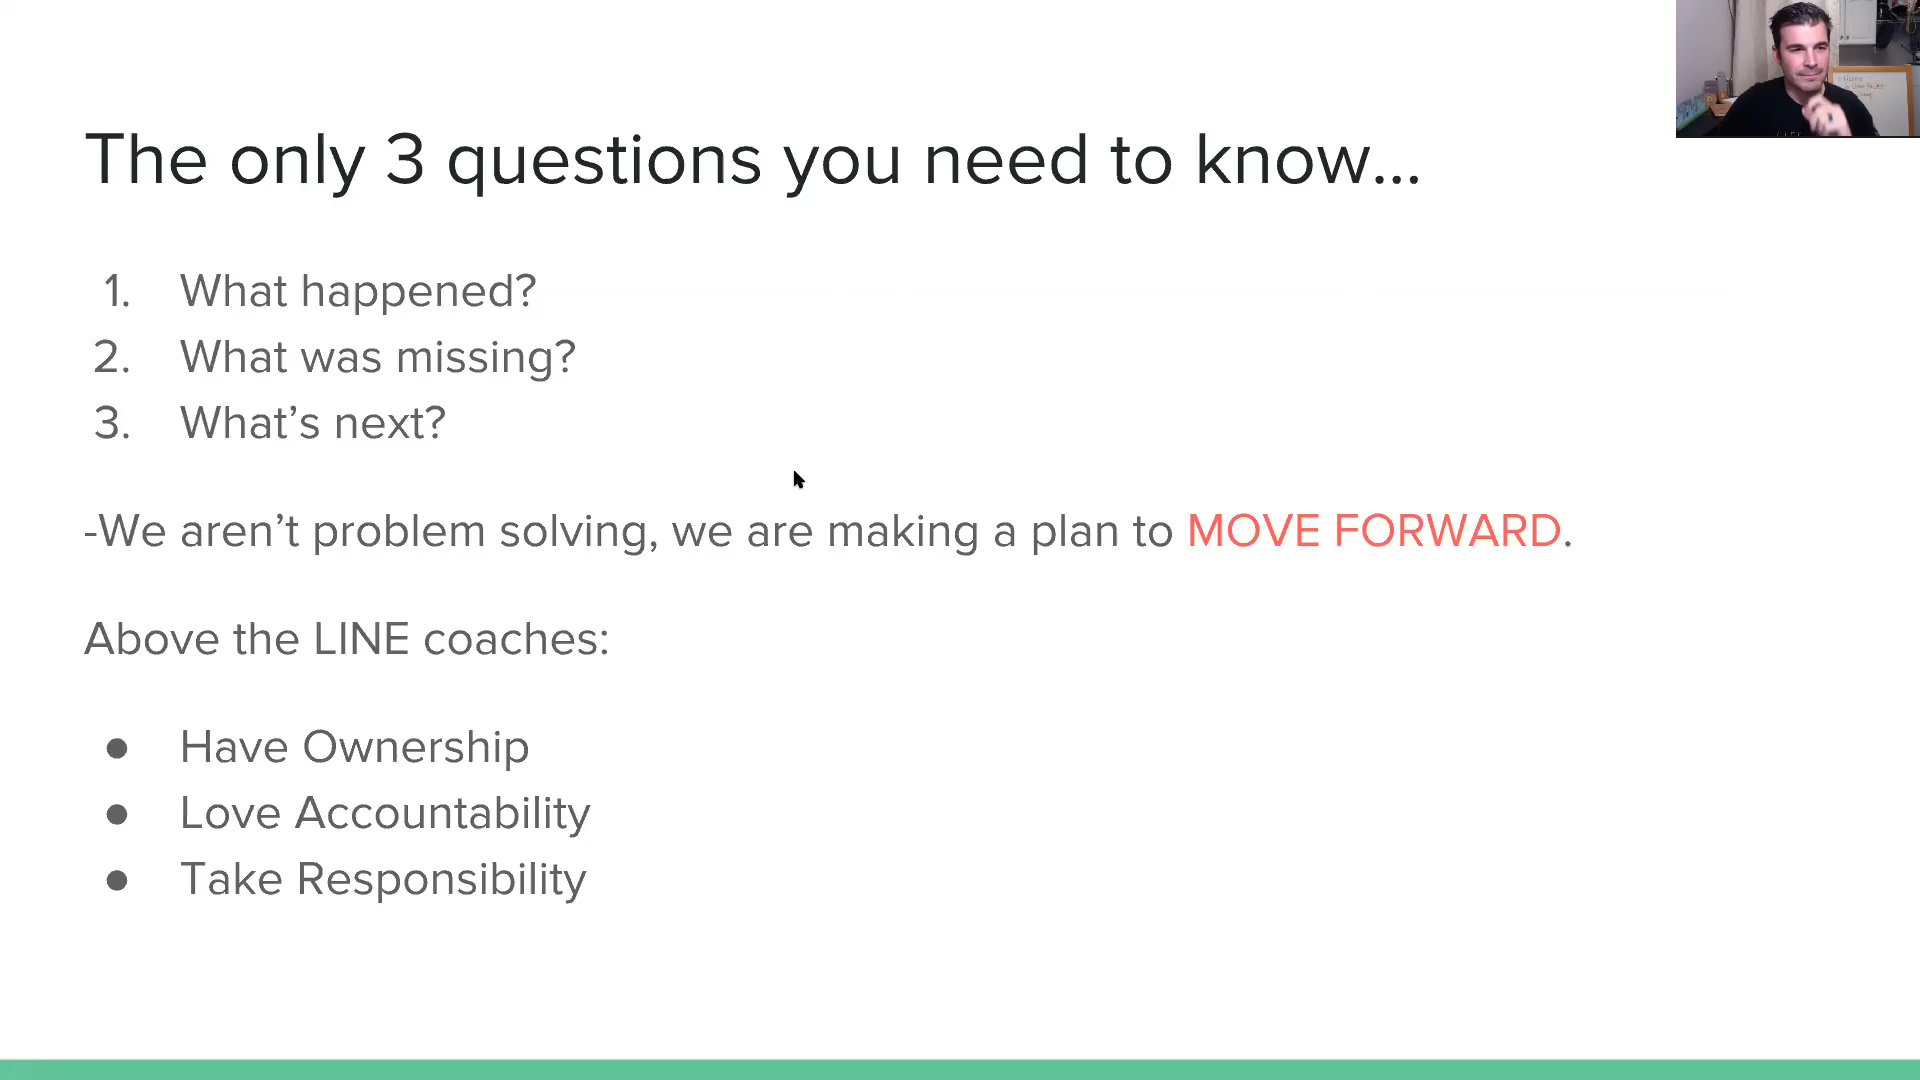 The only 3 questions you need to know...
1. What happened?
2. What was missing?
3. What's next?
-We aren't problem solving, we are making a plan to MOVE FORWARD.
Above the LINE coaches:
● Have Ownership
● Love Accountability
● Take Responsibility